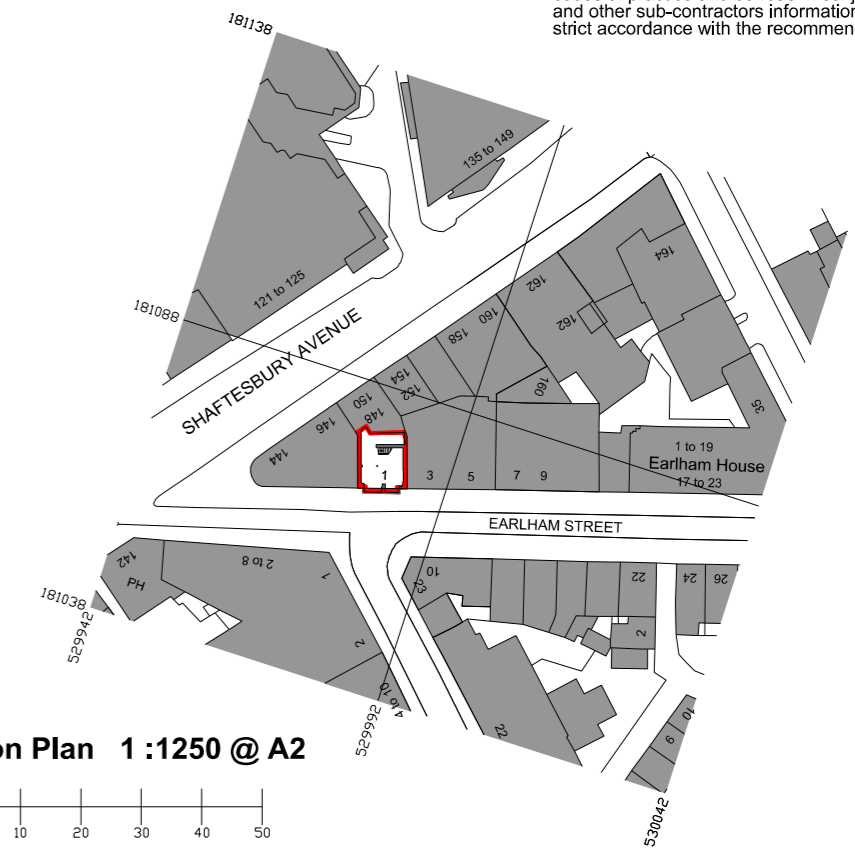 and other sub-contractors information
strict accordance with the recommen
181138
135 to 149
164
162
121 to 125
181088
160
162
158
SHAFTESBURY AVENUE
154
152
160
150
148
35
146
144
1
3
5
7 9
1 to 19
Earlham House
17 to 23
EARLHAM STREET
142
PH
2 to 8
1
10
23
22
24
26
181038
529942
2
2
4 to 10
529992
22
10
9
530042
on Plan 1 :1250 @ A2
10 20 30 40 50